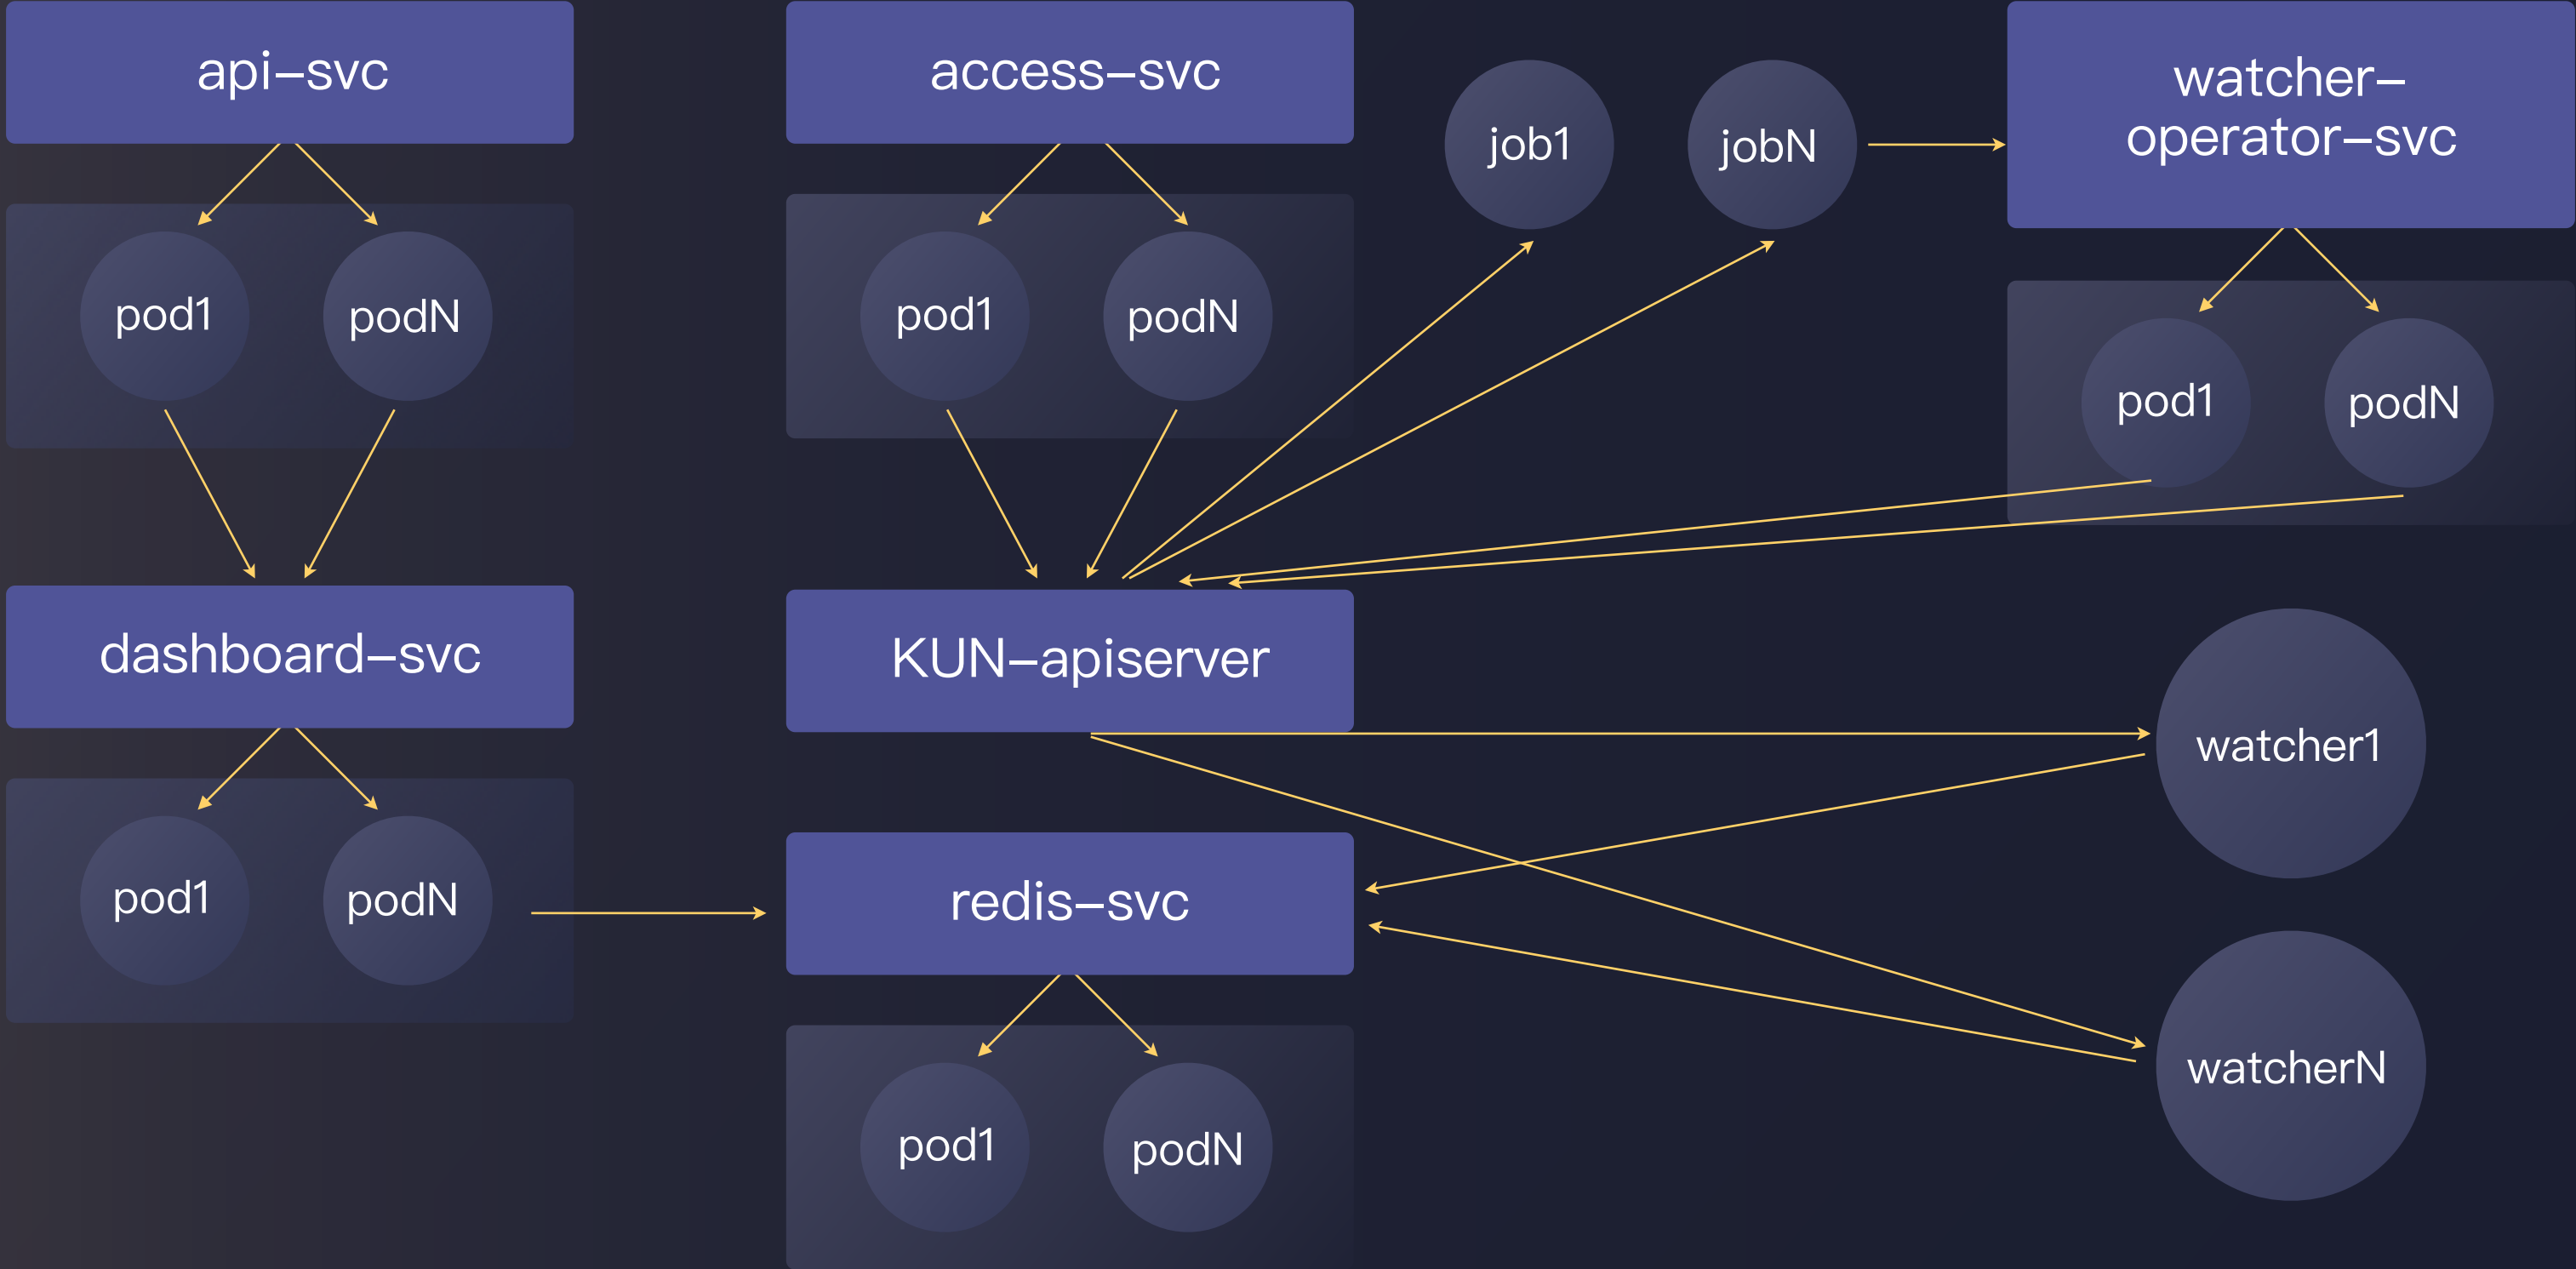 api-svc
access-svc
job1
jobN
watcher-
operator-svc
pod1
podN
pod1
podN
pod1
podN
dashboard-svc
KUN-apiserver
watcher1
pod1
podN
redis-svc
watcherN
pod1
podN